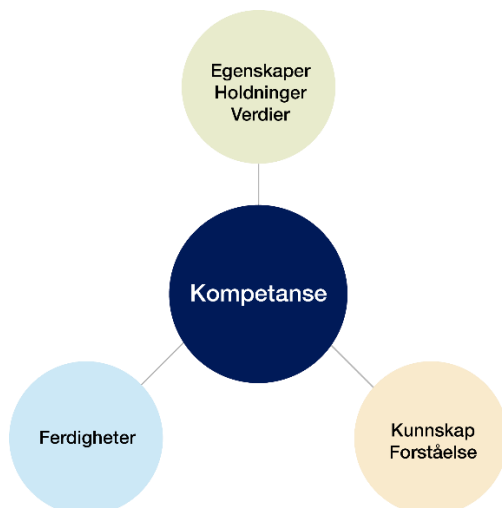 Egenskaper
Holdninger
Verdier
Kompetanse
Ferdigheter
Kunnskap
Forståelse